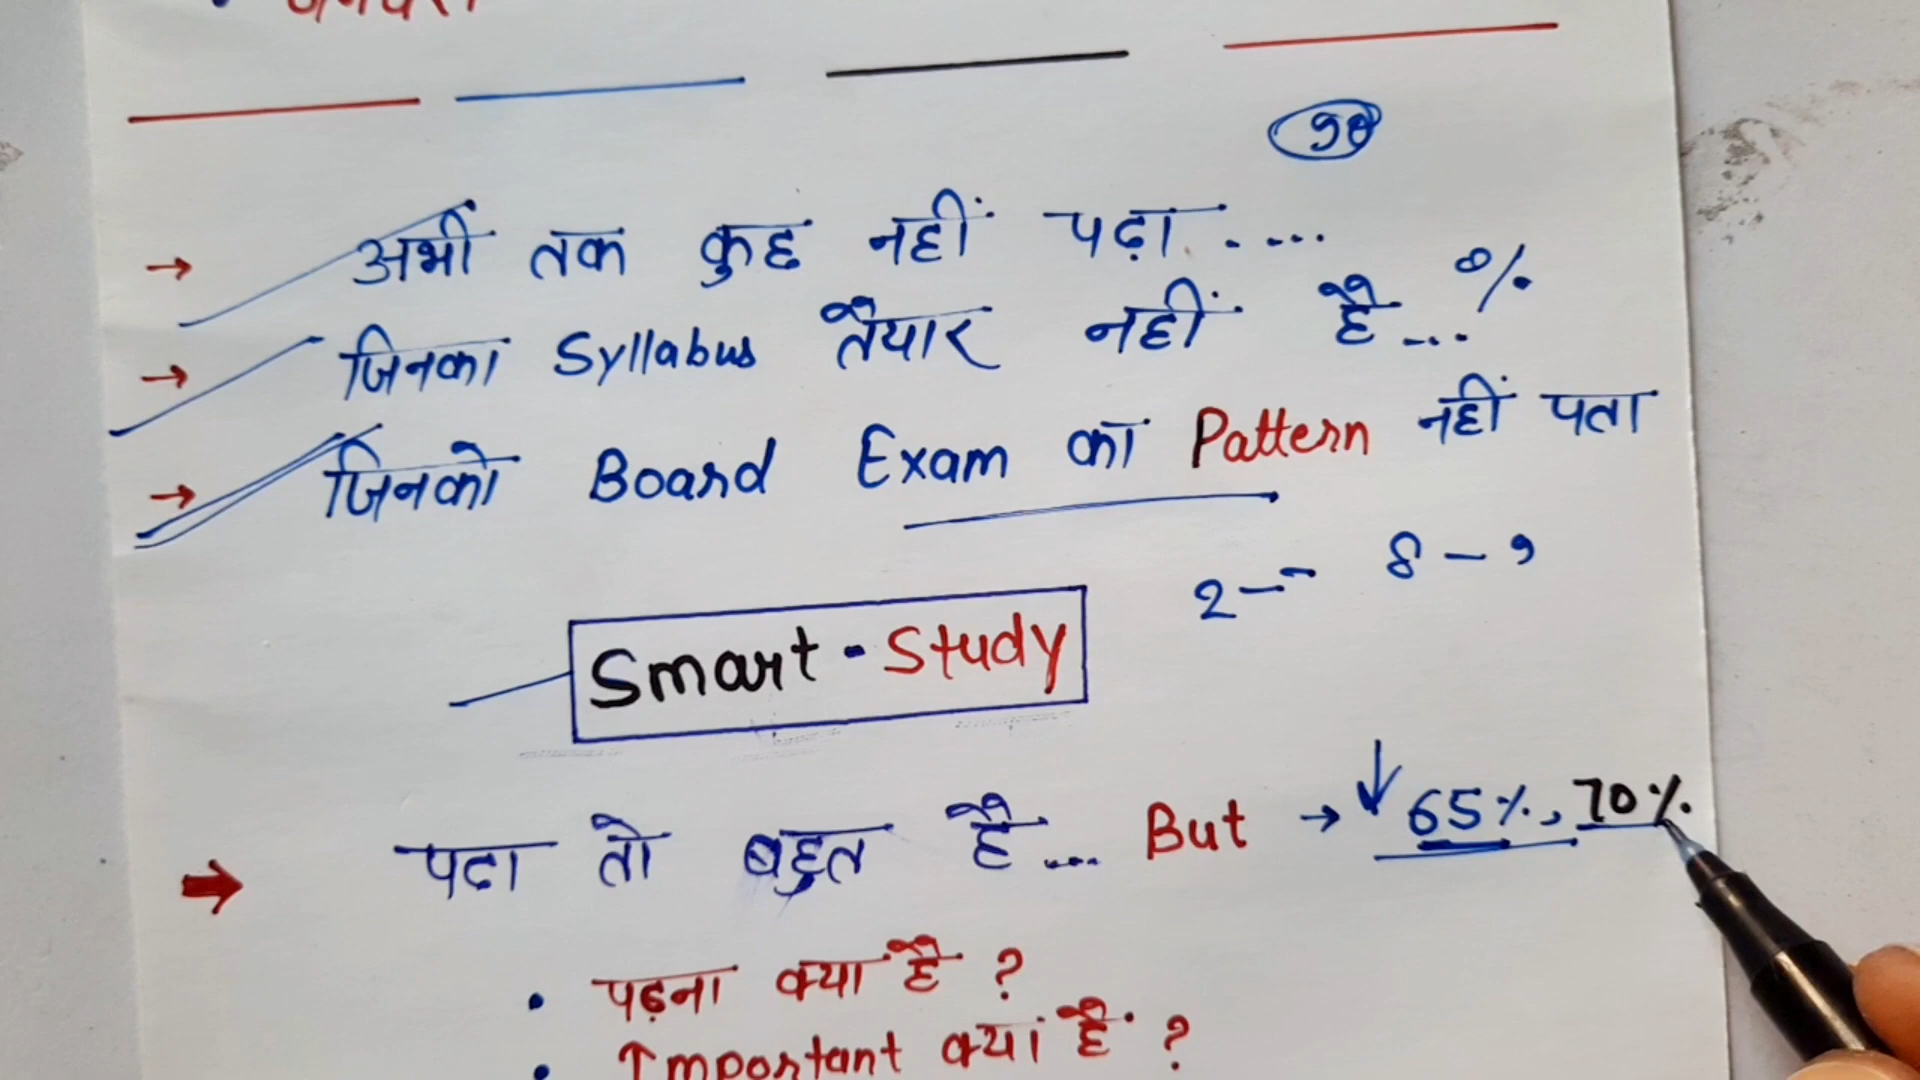 90
अभी तक कुछ नहीं पढ़ा.....
जिनका Syllabus तैयार नहीं है... %
जिनको Board Exam का Pattern नहीं पता
2- 8 - 9
Smart - Study
पढा तो बहुत है... But → ↓ 65%, 70%
• पढ़ना क्या है ?
• Important क्या है ?